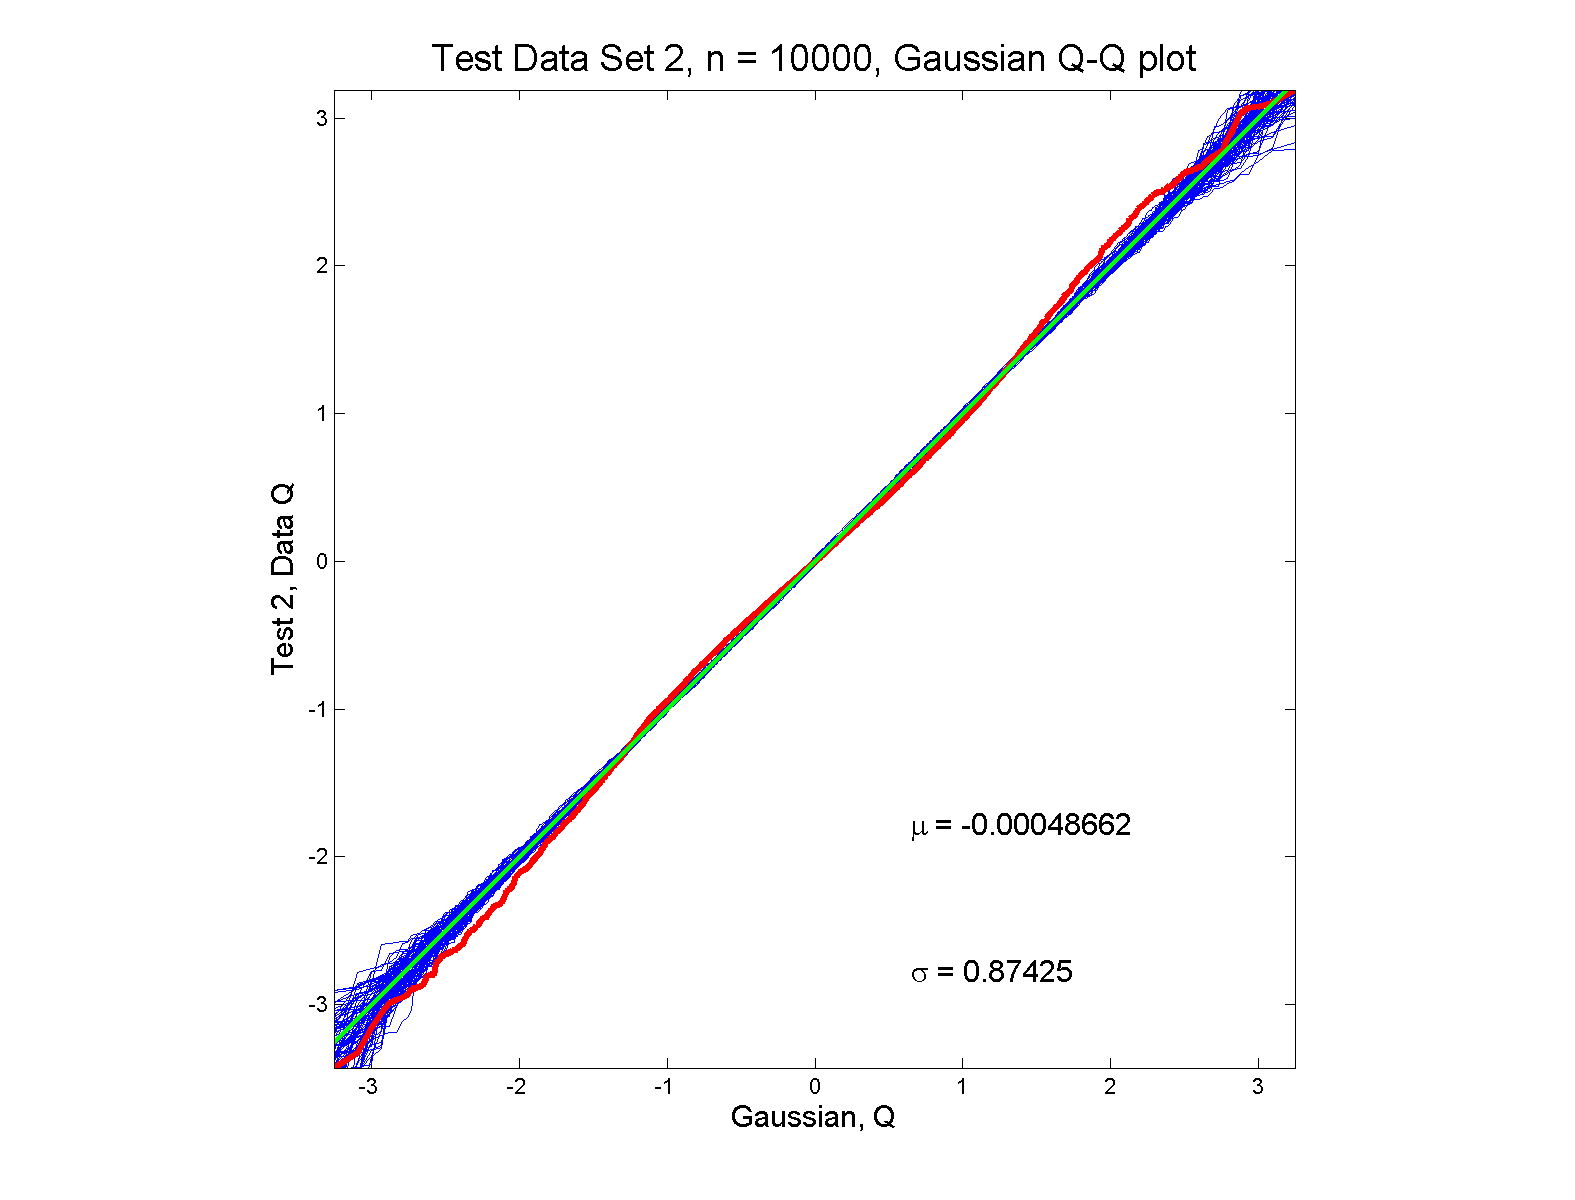 Test Data Set 2, n = 10000, Gaussian Q-Q plot
3
2
1
0
-1
-2
-3
Test 2, Data Q
μ = -0.00048662
σ = 0.87425
-3 -2 -1 0 1 2 3
Gaussian, Q